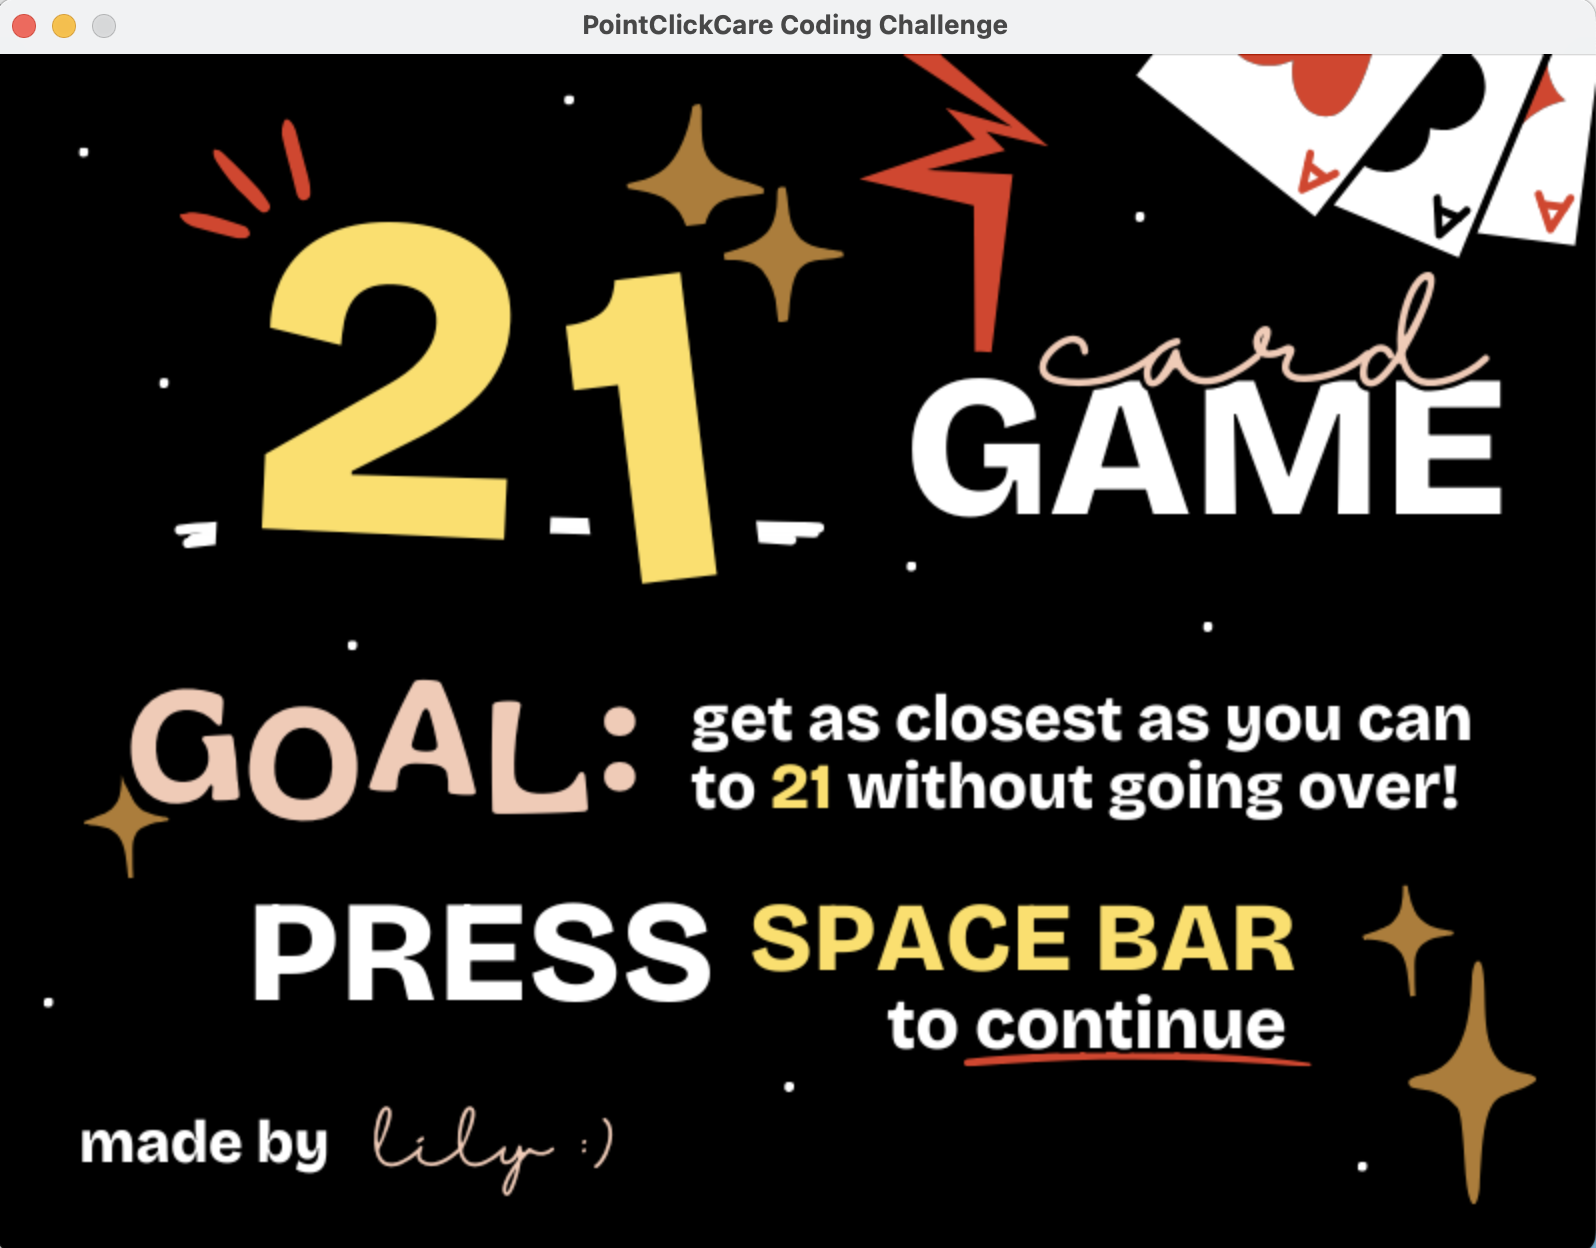 PointClickCare Coding Challenge
A A A
21
card
GAME
GOAL: get as closest as you can
to 21 without going over!
PRESS SPACE BAR
to continue
made by lily :)